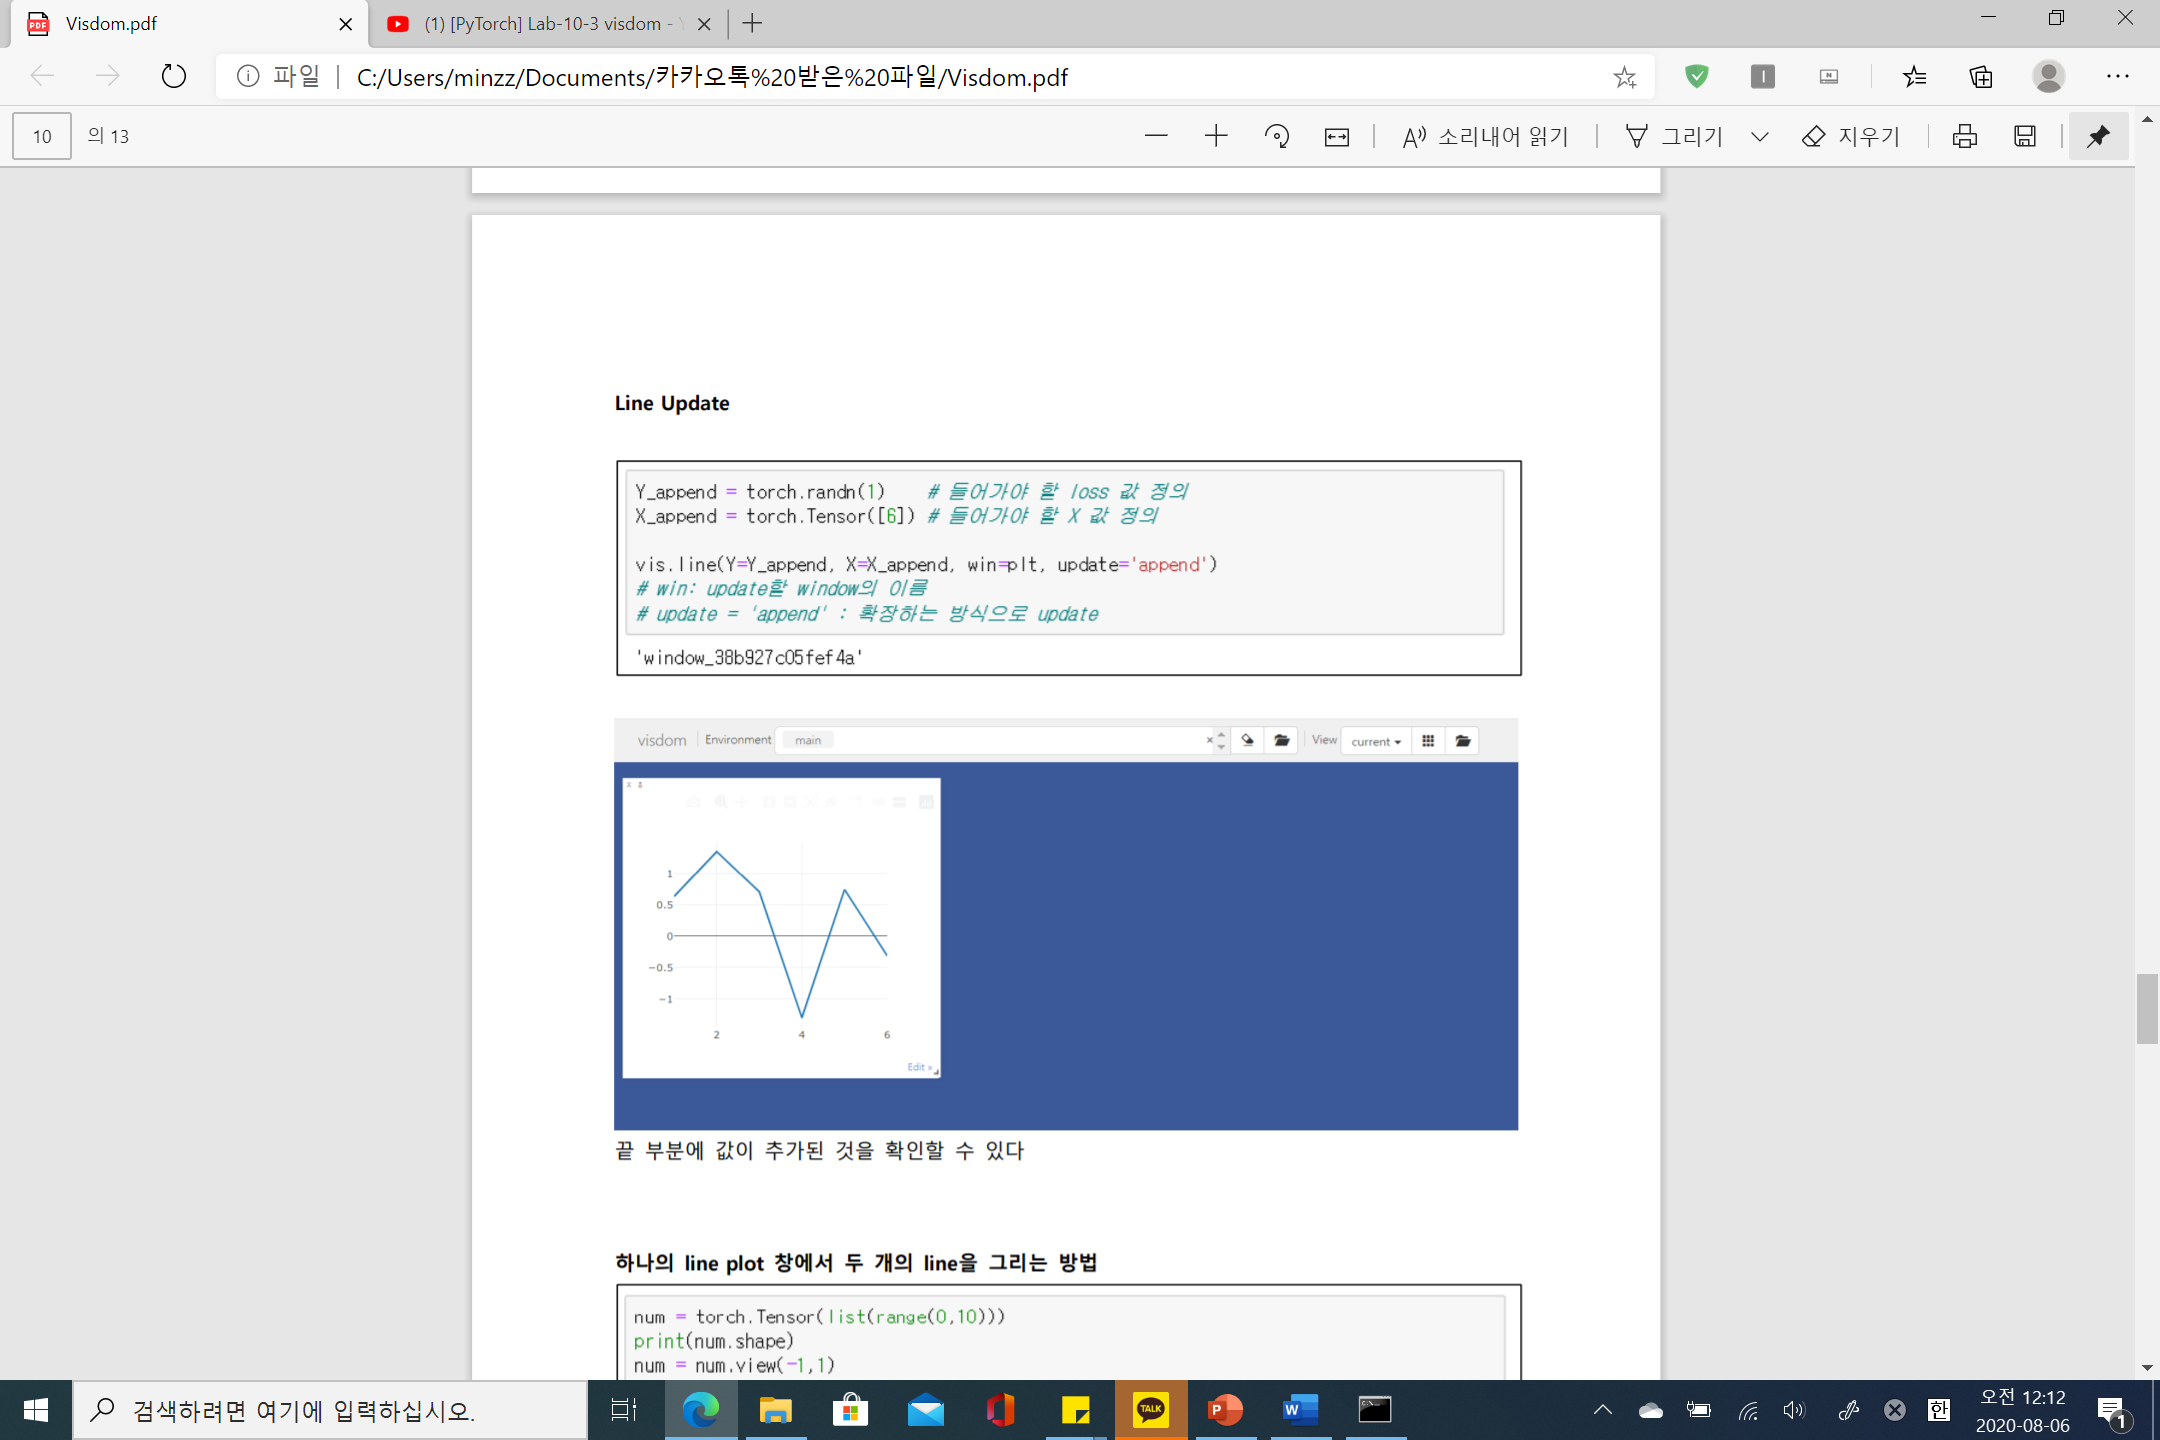 Visdom.pdf
(1) [PyTorch] Lab-10-3 visdom -
파일 | C:/Users/minzz/Documents/카카오톡%20받은%20파일/Visdom.pdf
10 의 13
소리내어 읽기
그리기
지우기
Line Update
Y_append = torch.randn(1) # 들어가야 할 loss 값 정의
X_append = torch.Tensor([6]) # 들어가야 할 X 값 정의
vis.line(Y=Y_append, X=X_append, win=plt, update='append')
# win: update할 window의 이름
# update = 'append' : 확장하는 방식으로 update
'window_38b927c05fef4a'
visdom Environment main View current
1
0.5
0
−0.5
−1
2 4 6
Edit »
끝 부분에 값이 추가된 것을 확인할 수 있다
하나의 line plot 창에서 두 개의 line을 그리는 방법
num = torch.Tensor(list(range(0,10)))
print(num.shape)
num = num.view(-1,1)
검색하려면 여기에 입력하십시오.
TALK
한
오전 12:12
2020-08-06
1